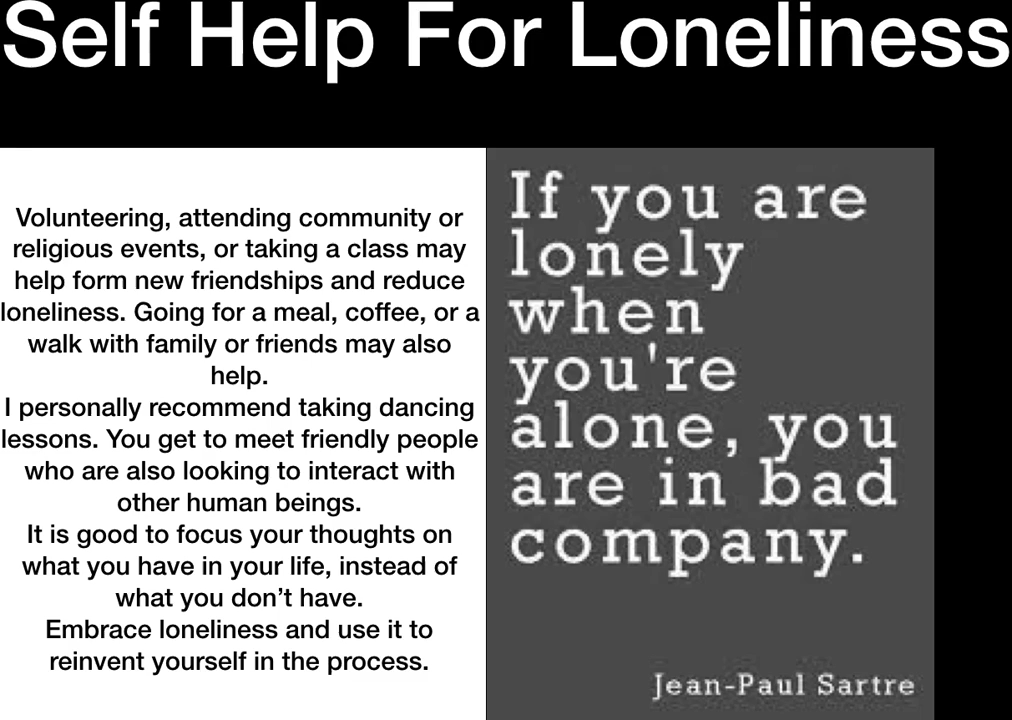 Self Help For Loneliness
Volunteering, attending community or
religious events, or taking a class may
help form new friendships and reduce
loneliness. Going for a meal, coffee, or a
walk with family or friends may also
help.
I personally recommend taking dancing
lessons. You get to meet friendly people
who are also looking to interact with
other human beings.
It is good to focus your thoughts on
what you have in your life, instead of
what you don’t have.
Embrace loneliness and use it to
reinvent yourself in the process.
If you are
lonely
when
you're
alone, you
are in bad
company.
Jean-Paul Sartre